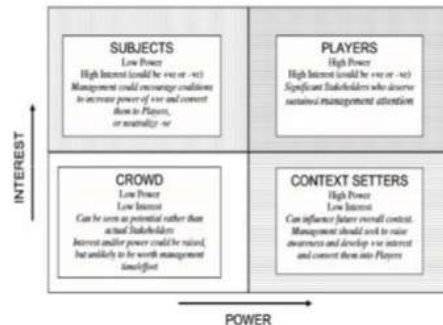 SUBJECTS
Low Power
High Interest (could be +ve or -ve)
Management could encourage coalitions
to increase power of +ve and convert
them to Players,
or neutralize -ve
PLAYERS
High Power
High Interest (could be +ve or -ve)
Significant Stakeholders who deserve
sustained management attention
CROWD
Low Power
Low Interest
Can be seen as potential rather than
actual Stakeholders
Interest and/or power could be raised,
but unlikely to be worth management
time/effort
CONTEXT SETTERS
High Power
Low Interest
Can influence future overall context.
Management should seek to raise
awareness and develop +ve interest
and convert them into Players
INTEREST
POWER